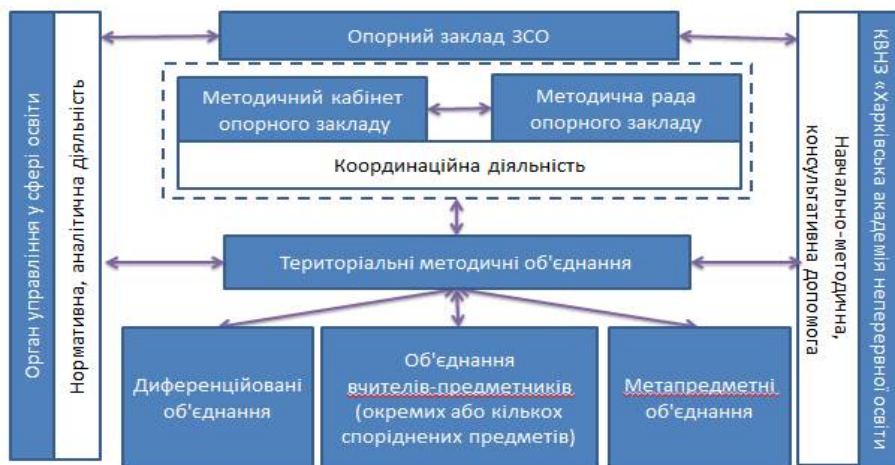 Орган управління у сфері освіти
Нормативна, аналітична діяльність
Опорний заклад ЗСО
Методичний кабінет
опорного закладу
Методична рада
опорного закладу
Координаційна діяльність
Територіальні методичні об'єднання
Диференційовані
об'єднання
Об'єднання
вчителів-предметників
(окремих або кількох
споріднених предметів)
Метапредметні
об'єднання
Навчально-методична,
консультативна допомога
КВНЗ «Харківська академія неперервної освіти